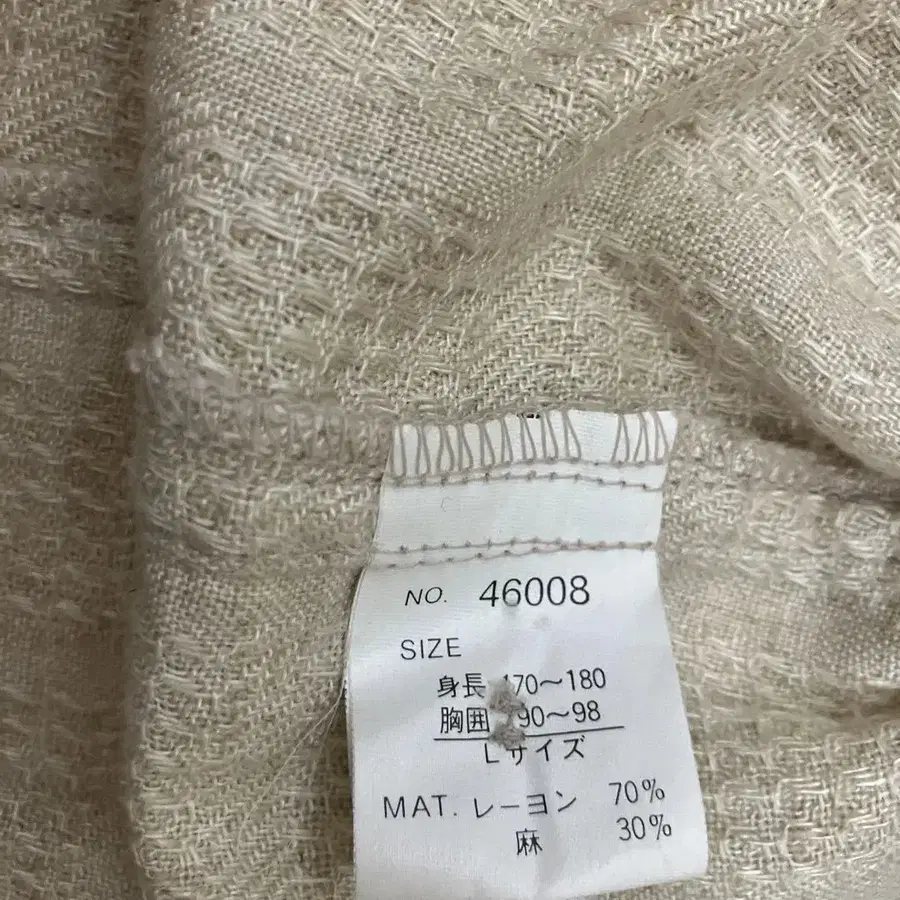 NO. 46008
SIZE
身長 170〜180
胸囲 90〜98
Lサイズ
MAT. レーヨン 70%
麻 30%